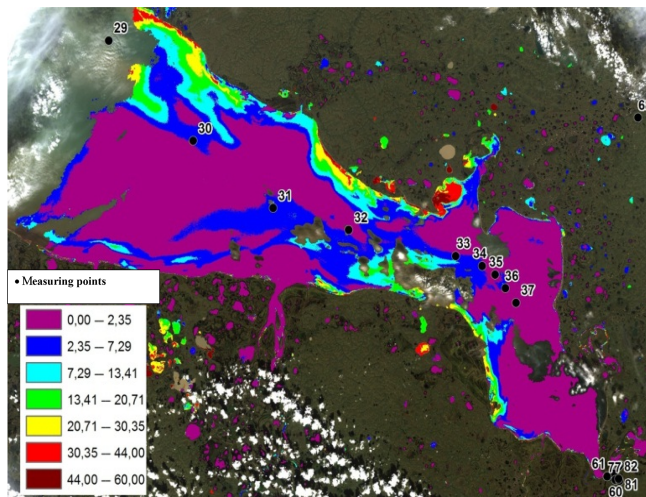 29
6
30
31
32
33
34
35
36
37
• Measuring points
0,00 — 2,35
2,35 — 7,29
7,29 — 13,41
13,41 — 20,71
20,71 — 30,35
30,35 — 44,00
44,00 — 60,00
61 77 82
60 81